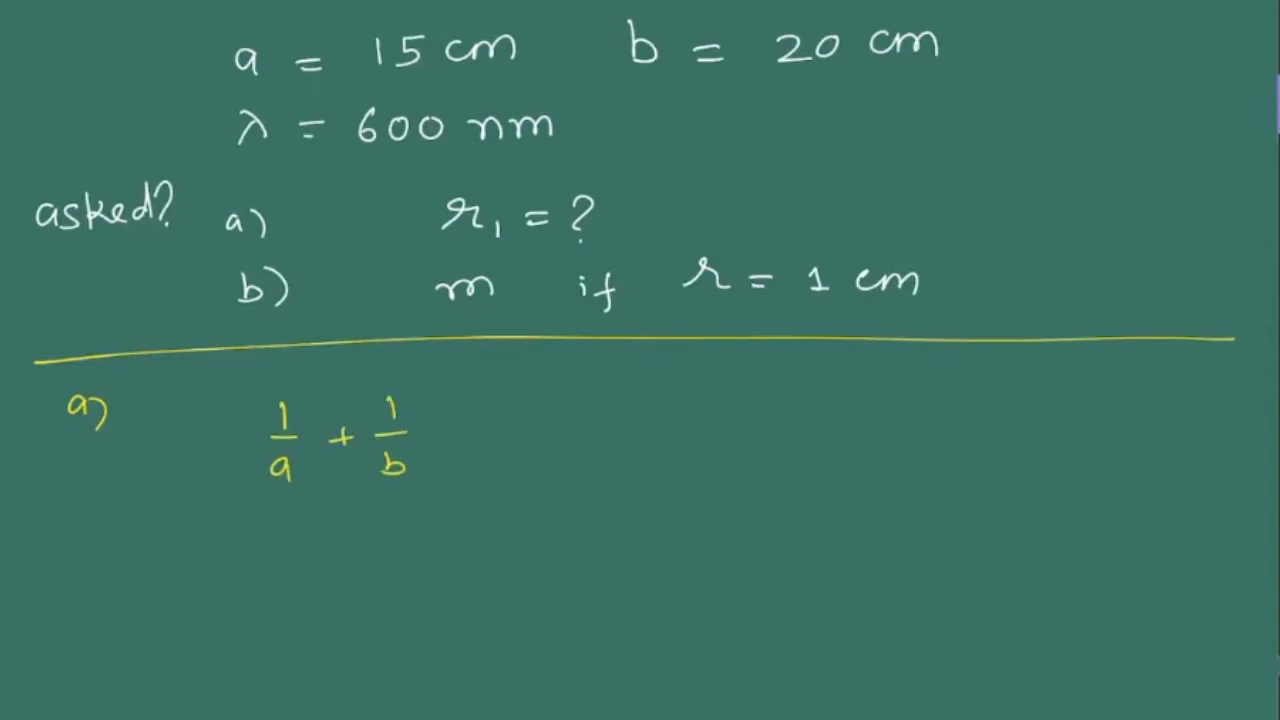 a = 15 cm b = 20 cm
λ = 600 nm
asked? a) r₁ = ?
b) m if r = 1 cm
a) 1/a + 1/b